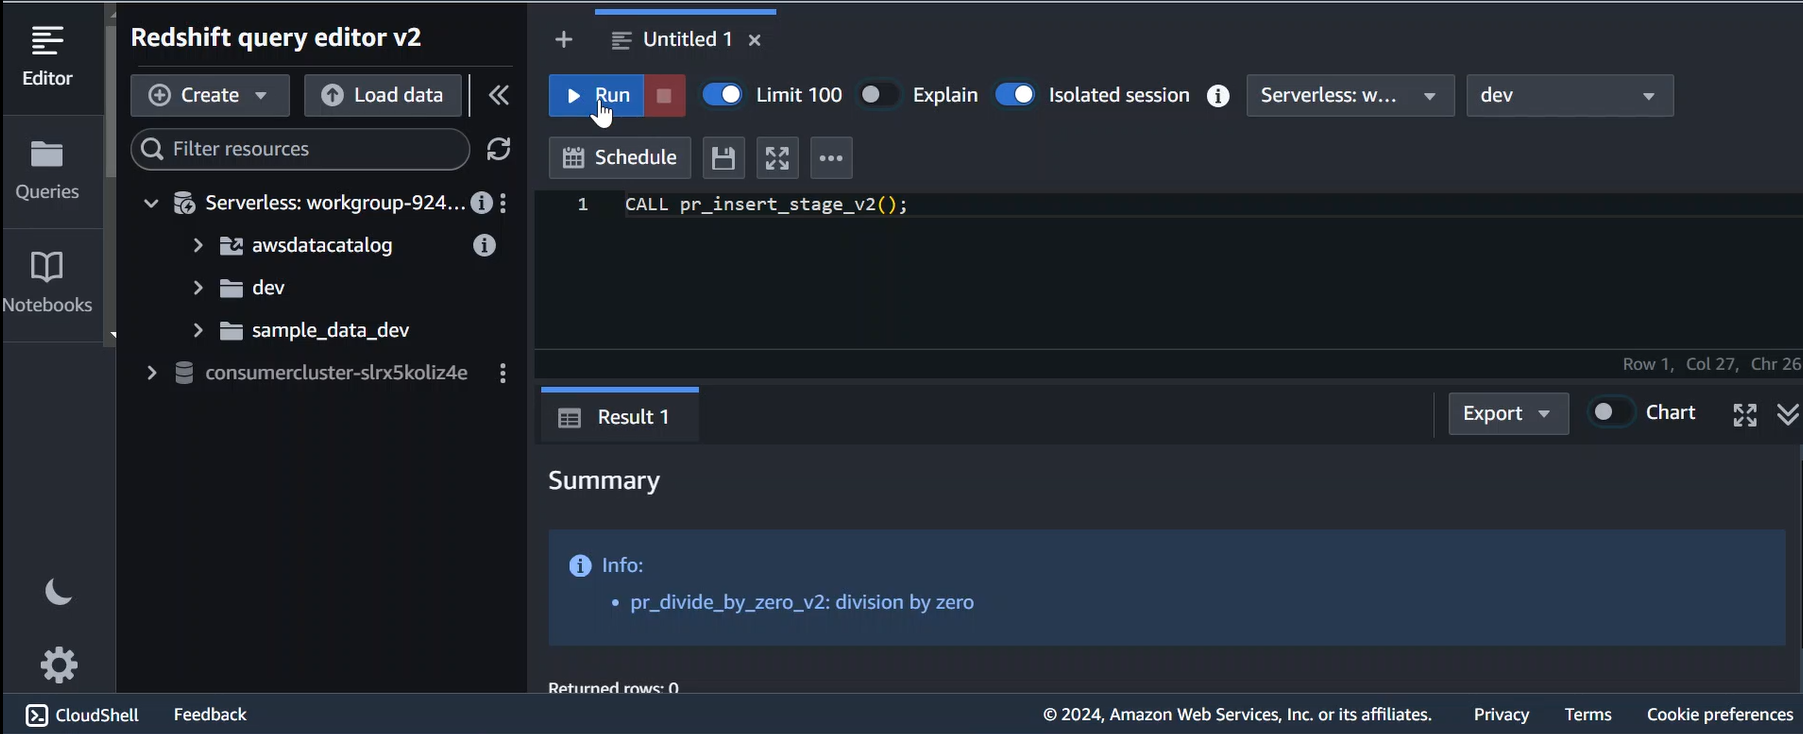 Editor
Queries
Notebooks
Redshift query editor v2
Create
Load data
Filter resources
Serverless: workgroup-924...
awsdatacatalog
dev
sample_data_dev
consumercluster-slrx5koliz4e
Untitled 1
Run
Limit 100
Explain
Isolated session
Serverless: w...
dev
Schedule
1 CALL pr_insert_stage_v2();
Row 1, Col 27, Chr 26
Result 1
Export
Chart
Summary
Info:
• pr_divide_by_zero_v2: division by zero
Returned rows: 0
CloudShell
Feedback
© 2024, Amazon Web Services, Inc. or its affiliates.
Privacy
Terms
Cookie preferences